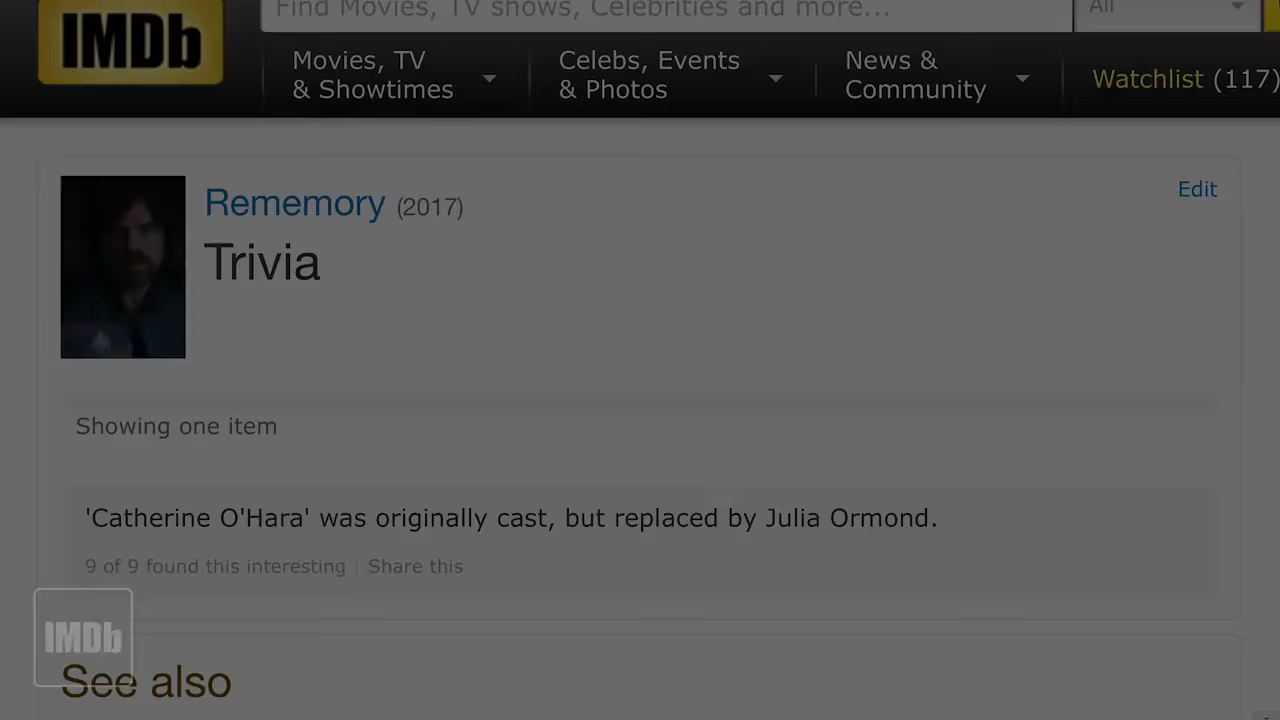 Find Movies, TV shows, Celebrities and more...
All
IMDb
Movies, TV
& Showtimes
Celebs, Events
& Photos
News &
Community
Watchlist (117)
Rememory (2017)
Edit
Trivia
Showing one item
'Catherine O'Hara' was originally cast, but replaced by Julia Ormond.
9 of 9 found this interesting | Share this
IMDb
See also